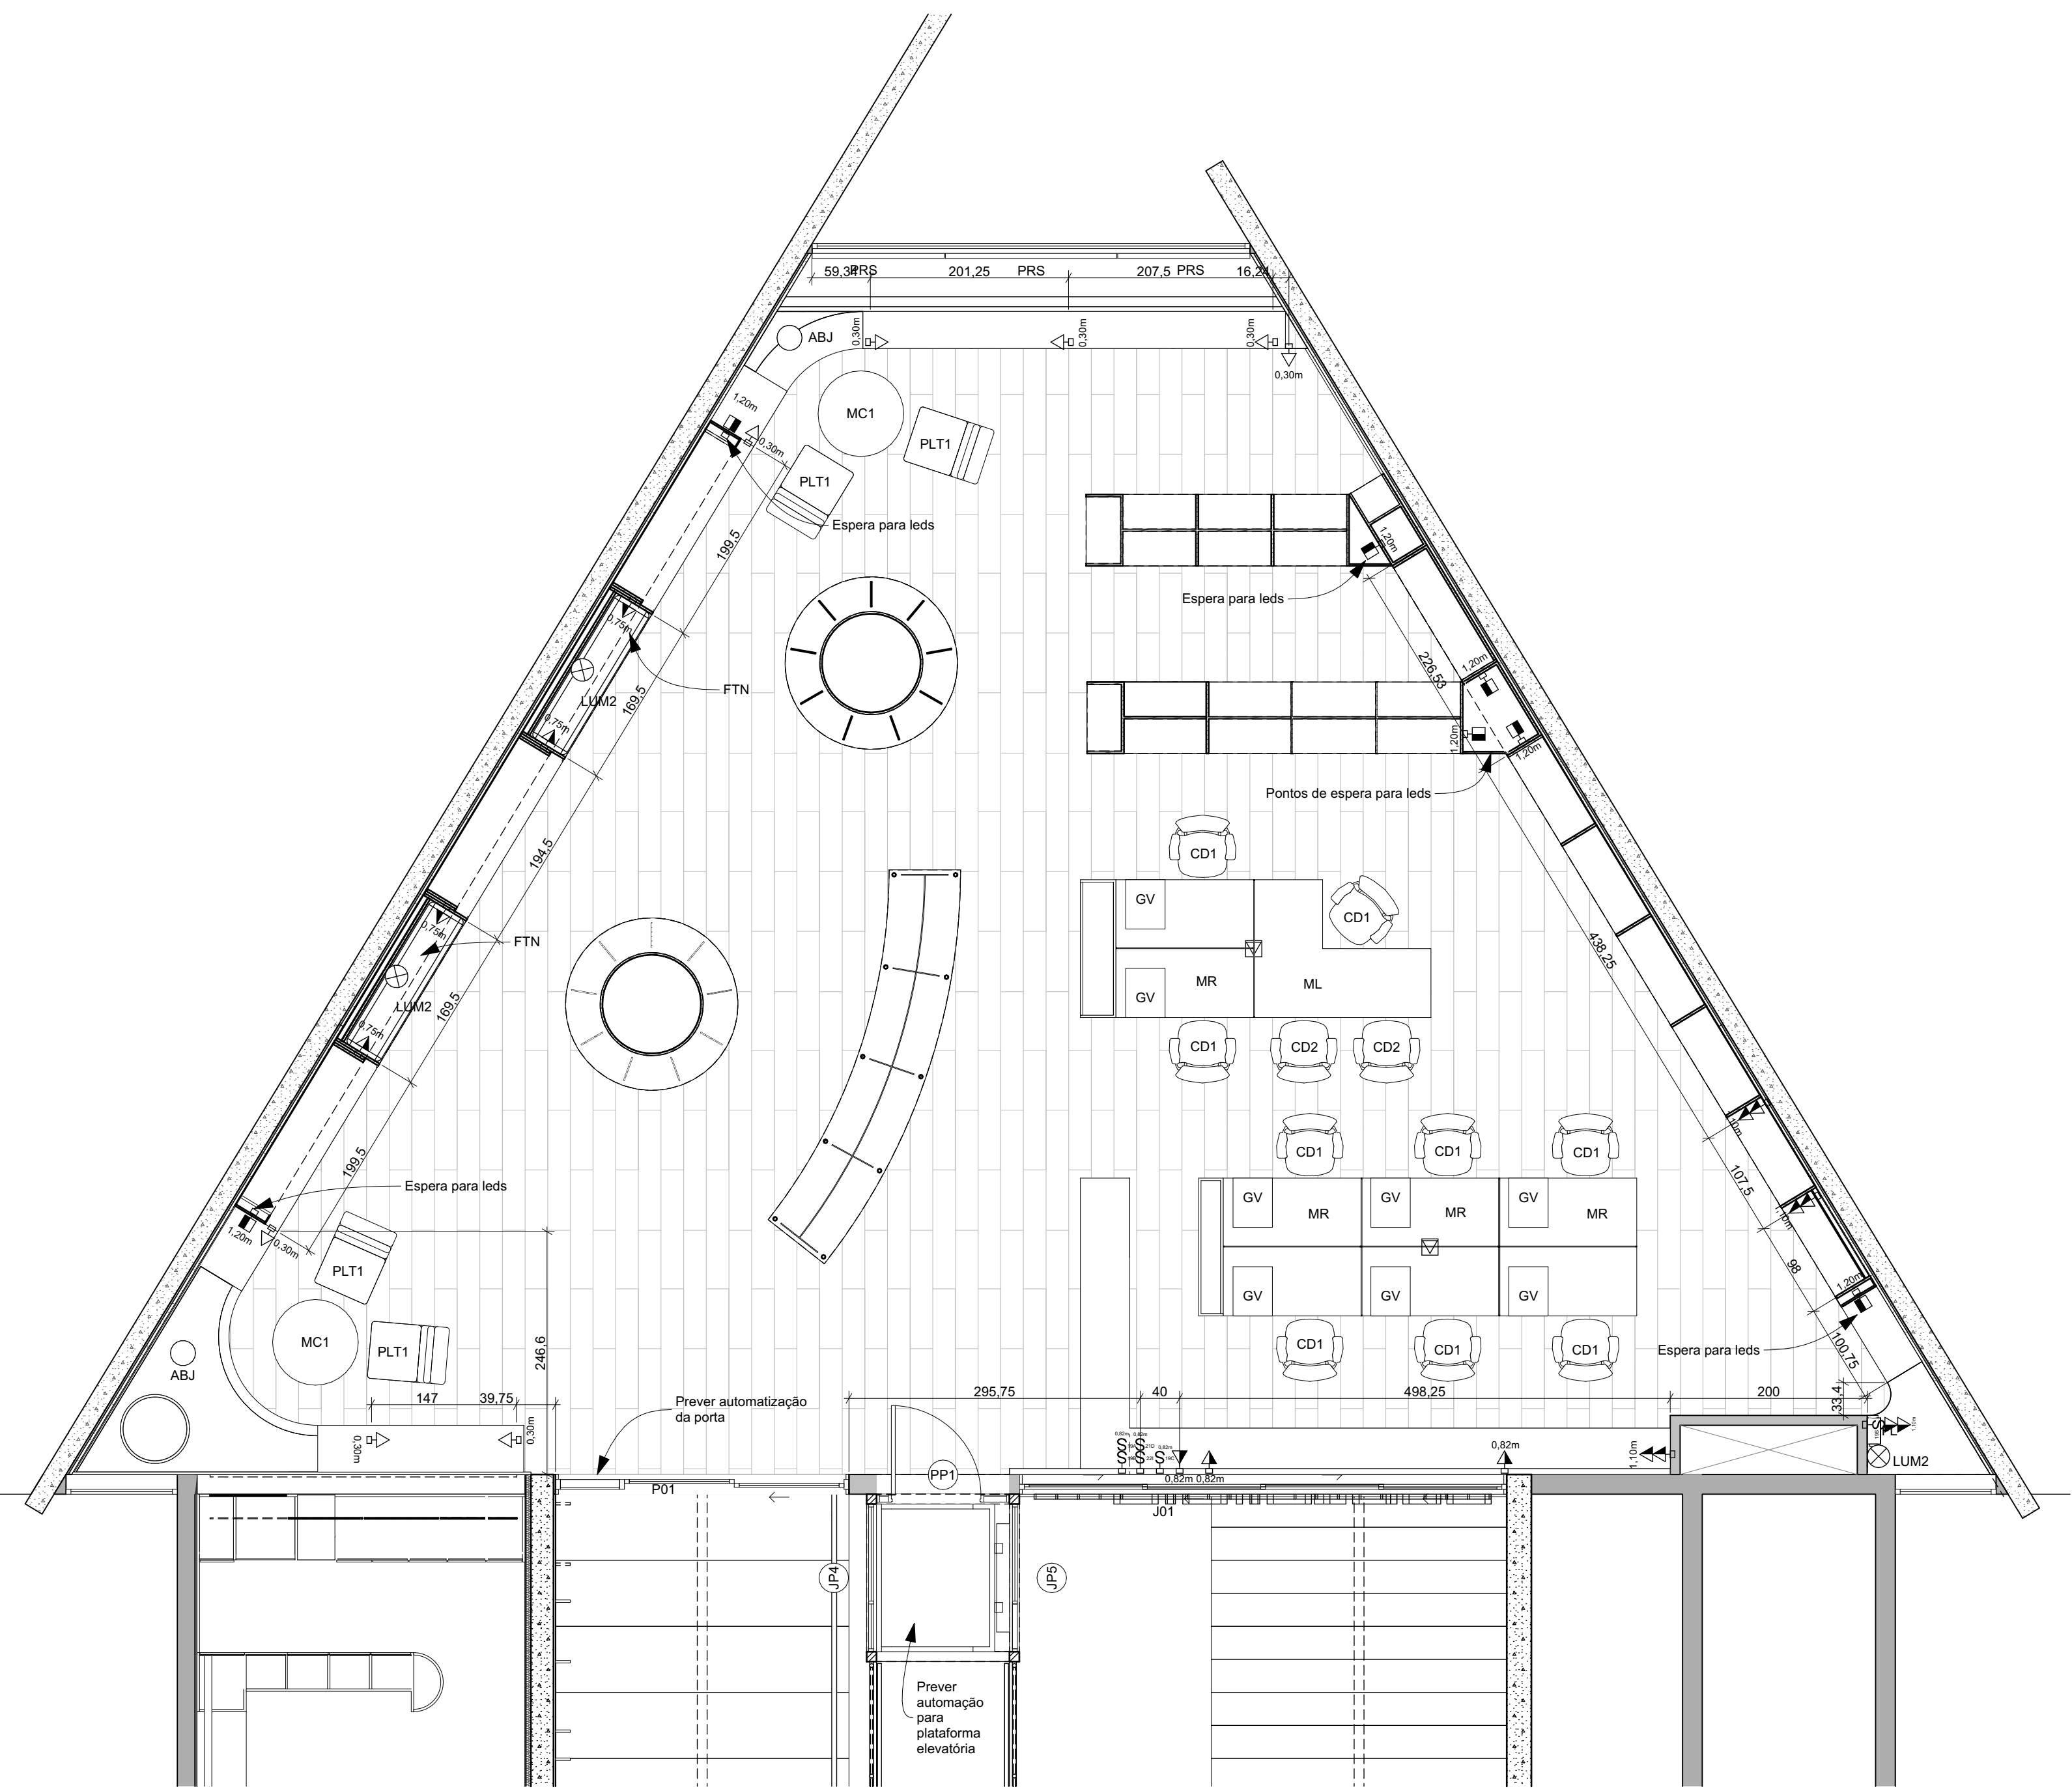 59,34
PRS
201,25
PRS
207,5
PRS
16,24
0,30m
ABJ
0,30m
0,30m
0,30m
MC1
PLT1
1,20m
0,30m
PLT1
Espera para leds
199,5
1,20m
Espera para leds
0,75m
LUM2
FTN
169,5
0,75m
226,53
1,20m
1,20m
1,20m
Pontos de espera para leds
194,5
CD1
GV
CD1
0,75m
FTN
LUM2
169,5
0,75m
438,25
GV
MR
ML
CD1
CD2
CD2
CD1
CD1
CD1
199,5
Espera para leds
1,20m
0,30m
107,5
1,10m
GV
MR
GV
MR
GV
MR
98
PLT1
GV
GV
GV
1,20m
MC1
PLT1
ABJ
246,6
CD1
CD1
CD1
Espera para leds
100,75
147
39,75
Prever automatização
da porta
295,75
40
498,25
200
33,4
0,30m
0,30m
0,82m
0,82m
0,82m
S
S
S
S
S
0,82m
1,10m
LUM2
PP1
0,82m
0,82m
P01
J01
JP4
JP5
Prever
automação
para
plataforma
elevatória